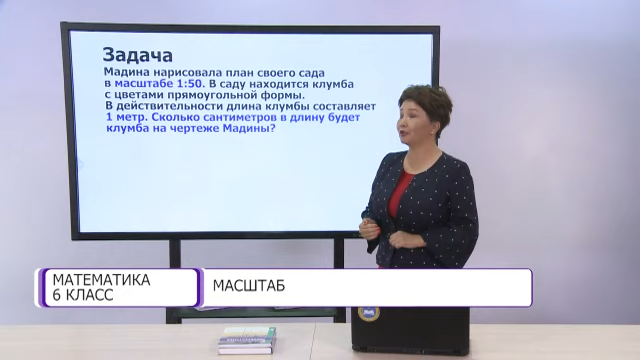 Задача
Мадина нарисовала план своего сада
в масштабе 1:50. В саду находится клумба
с цветами прямоугольной формы.
В действительности длина клумбы составляет
1 метр. Сколько сантиметров в длину будет
клумба на чертеже Мадины?
МАТЕМАТИКА
6 КЛАСС
МАСШТАБ